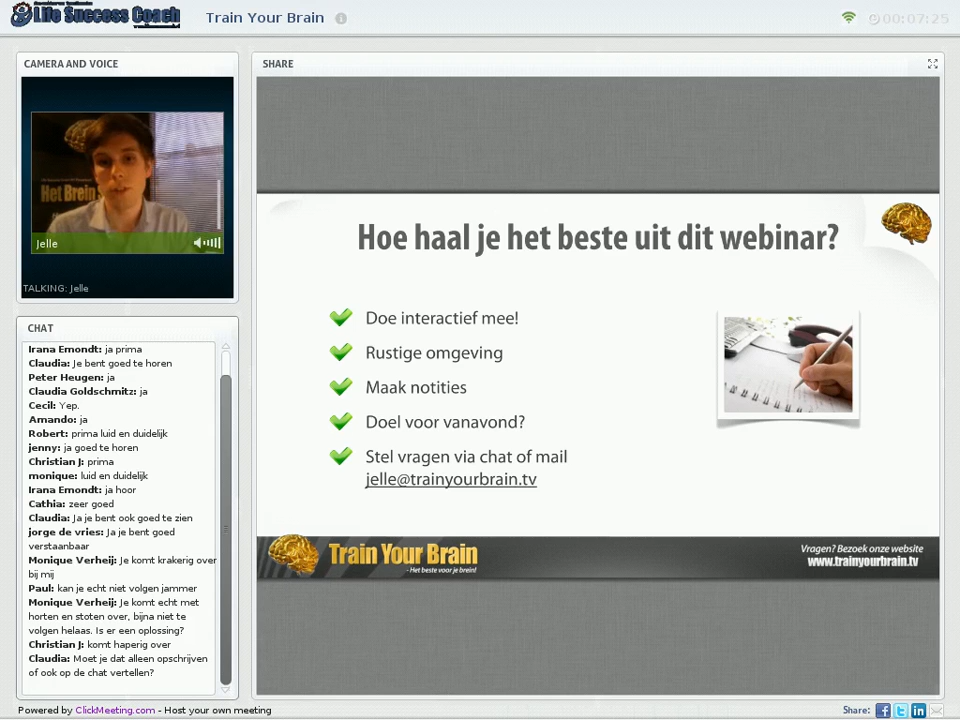 Life Success Coach
Train Your Brain
00:07:25
CAMERA AND VOICE
Het Brein
Jelle
TALKING: Jelle
CHAT
Irana Emondt: ja prima
Claudia: Je bent goed te horen
Peter Heugen: ja
Claudia Goldschmitz: ja
Cecil: Yep.
Amando: ja
Robert: prima luid en duidelijk
jenny: ja goed te horen
Christian J: prima
monique: luid en duidelijk
Irana Emondt: ja hoor
Cathia: zeer goed
Claudia: Ja je bent ook goed te zien
jorge de vries: Ja je bent goed
verstaanbaar
Monique Verheij: Je komt krakerig over
bij mij
Paul: kan je echt niet volgen jammer
Monique Verheij: Je komt echt met
horten en stoten over, bijna niet te
volgen helaas. Is er een oplossing?
Christian J: komt haperig over
Claudia: Moet je dat alleen opschrijven
of ook op de chat vertellen?
SHARE
Hoe haal je het beste uit dit webinar?
Doe interactief mee!
Rustige omgeving
Maak notities
Doel voor vanavond?
Stel vragen via chat of mail
jelle@trainyourbrain.tv
Train Your Brain
- Het beste voor je brein!
Vragen? Bezoek onze website
www.trainyourbrain.tv
Powered by ClickMeeting.com - Host your own meeting
Share: